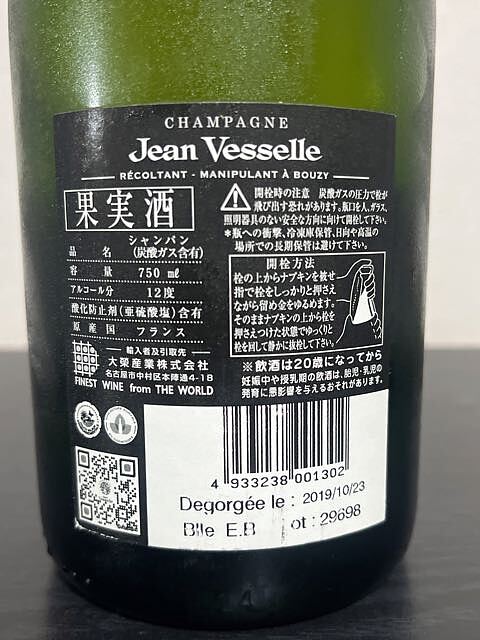 CHAMPAGNE
Jean Vesselle
RÉCOLTANT - MANIPULANT À BOUZY
果実酒
品名 シャンパン
(炭酸ガス含有)
容量 750 ml
アルコール分 12度
酸化防止剤(亜硫酸塩)含有
原産国 フランス
輸入者及引取先
大榮産業株式会社
名古屋市中村区本陣通4-18
FINEST WINE from THE WORLD
開栓時の注意 炭酸ガスの圧力で栓が
飛び出す恐れがあります。瓶口を人、ガラス、
照明器具のない安全な方向に向けて開栓して下さい。
*瓶への衝撃、冷凍庫保管、日向や高温の
場所での長期保管は避けて下さい。
開栓方法
栓の上からナプキンを被せ
指で栓をしっかりと押さえ
ながら留め金をゆるめます。
そのままナプキンの上から栓を
押さえつけた状態でゆっくりと
栓を回して静かに抜栓して下さい。
※飲酒は20歳になってから
妊娠中や授乳期の飲酒は、胎児・乳児の
発育に悪影響を与えるおそれがあります。
4 933238 001302
Degorgée le : 2019/10/23
Blle E.B ot : 29698